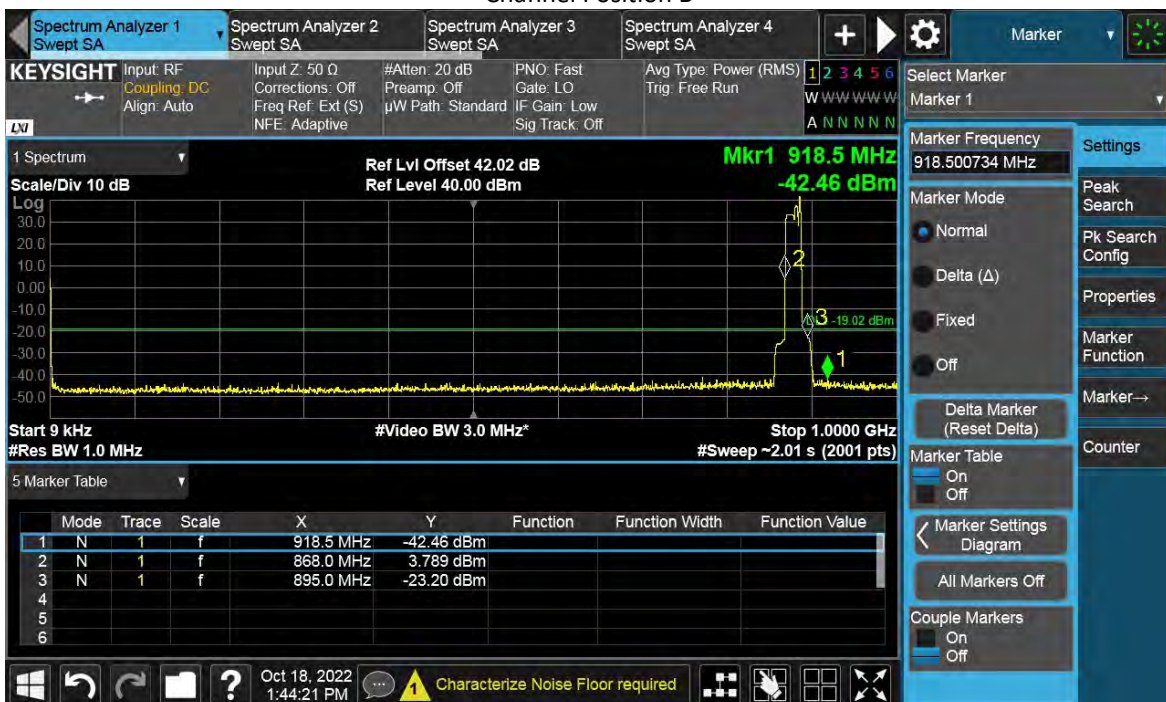 Channel Position B
Spectrum Analyzer 1
Swept SA
Spectrum Analyzer 2
Swept SA
Spectrum Analyzer 3
Swept SA
Spectrum Analyzer 4
Swept SA
Marker
KEYSIGHT
LXI
Input: RF
Coupling: DC
Align: Auto
Input Z: 50 Ω
Corrections: Off
Freq Ref: Ext (S)
NFE: Adaptive
#Atten: 20 dB
Preamp: Off
µW Path: Standard
PNO: Fast
Gate: LO
IF Gain: Low
Sig Track: Off
Avg Type: Power (RMS)
Trig: Free Run
1 2 3 4 5 6
W W W W W W
A N N N N N
Select Marker
Marker 1
1 Spectrum
Ref Lvl Offset 42.02 dB
Mkr1 918.5 MHz
Scale/Div 10 dB
Ref Level 40.00 dBm
-42.46 dBm
Log
30.0
20.0
10.0
0.00
-10.0
-20.0
-30.0
-40.0
-50.0
2
3
-19.02 dBm
1
Start 9 kHz
#Video BW 3.0 MHz*
Stop 1.0000 GHz
#Res BW 1.0 MHz
#Sweep ~2.01 s (2001 pts)
5 Marker Table
Mode Trace Scale X Y Function Function Width Function Value
1 N 1 f 918.5 MHz -42.46 dBm
2 N 1 f 868.0 MHz 3.789 dBm
3 N 1 f 895.0 MHz -23.20 dBm
4
5
6
Marker Frequency
918.500734 MHz
Marker Mode
Normal
Delta (Δ)
Fixed
Off
Delta Marker
(Reset Delta)
Marker Table
On
Off
Marker Settings
Diagram
All Markers Off
Couple Markers
On
Off
Settings
Peak
Search
Pk Search
Config
Properties
Marker
Function
Marker→
Counter
?
Oct 18, 2022
1:44:21 PM
1
Characterize Noise Floor required